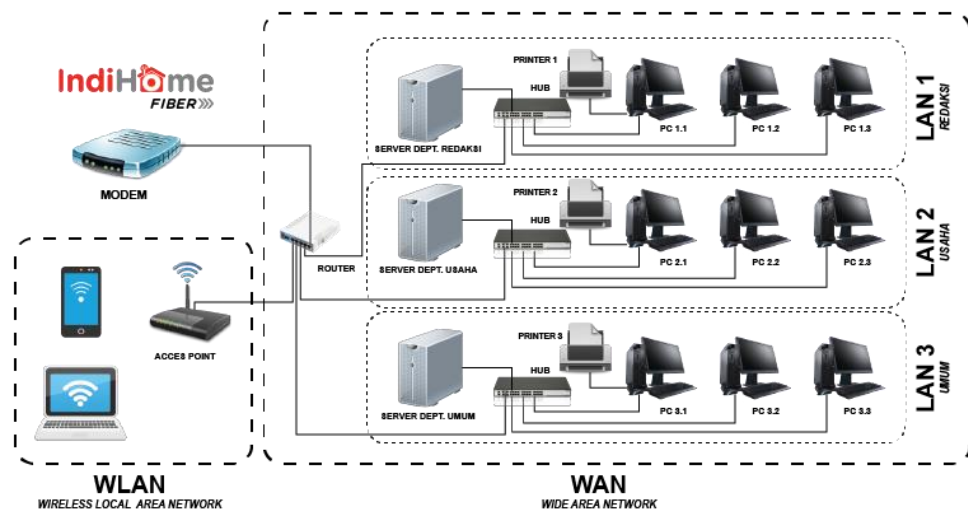 IndiHome
FIBER
MODEM
ROUTER
ACCES POINT
WLAN
WIRELESS LOCAL AREA NETWORK
PRINTER 1
HUB
SERVER DEPT. REDAKSI
PC 1.1
PC 1.2
PC 1.3
LAN 1
REDAKSI
PRINTER 2
HUB
SERVER DEPT. USAHA
PC 2.1
PC 2.2
PC 2.3
LAN 2
USAHA
PRINTER 3
HUB
SERVER DEPT. UMUM
PC 3.1
PC 3.2
PC 3.3
LAN 3
UMUM
WAN
WIDE AREA NETWORK